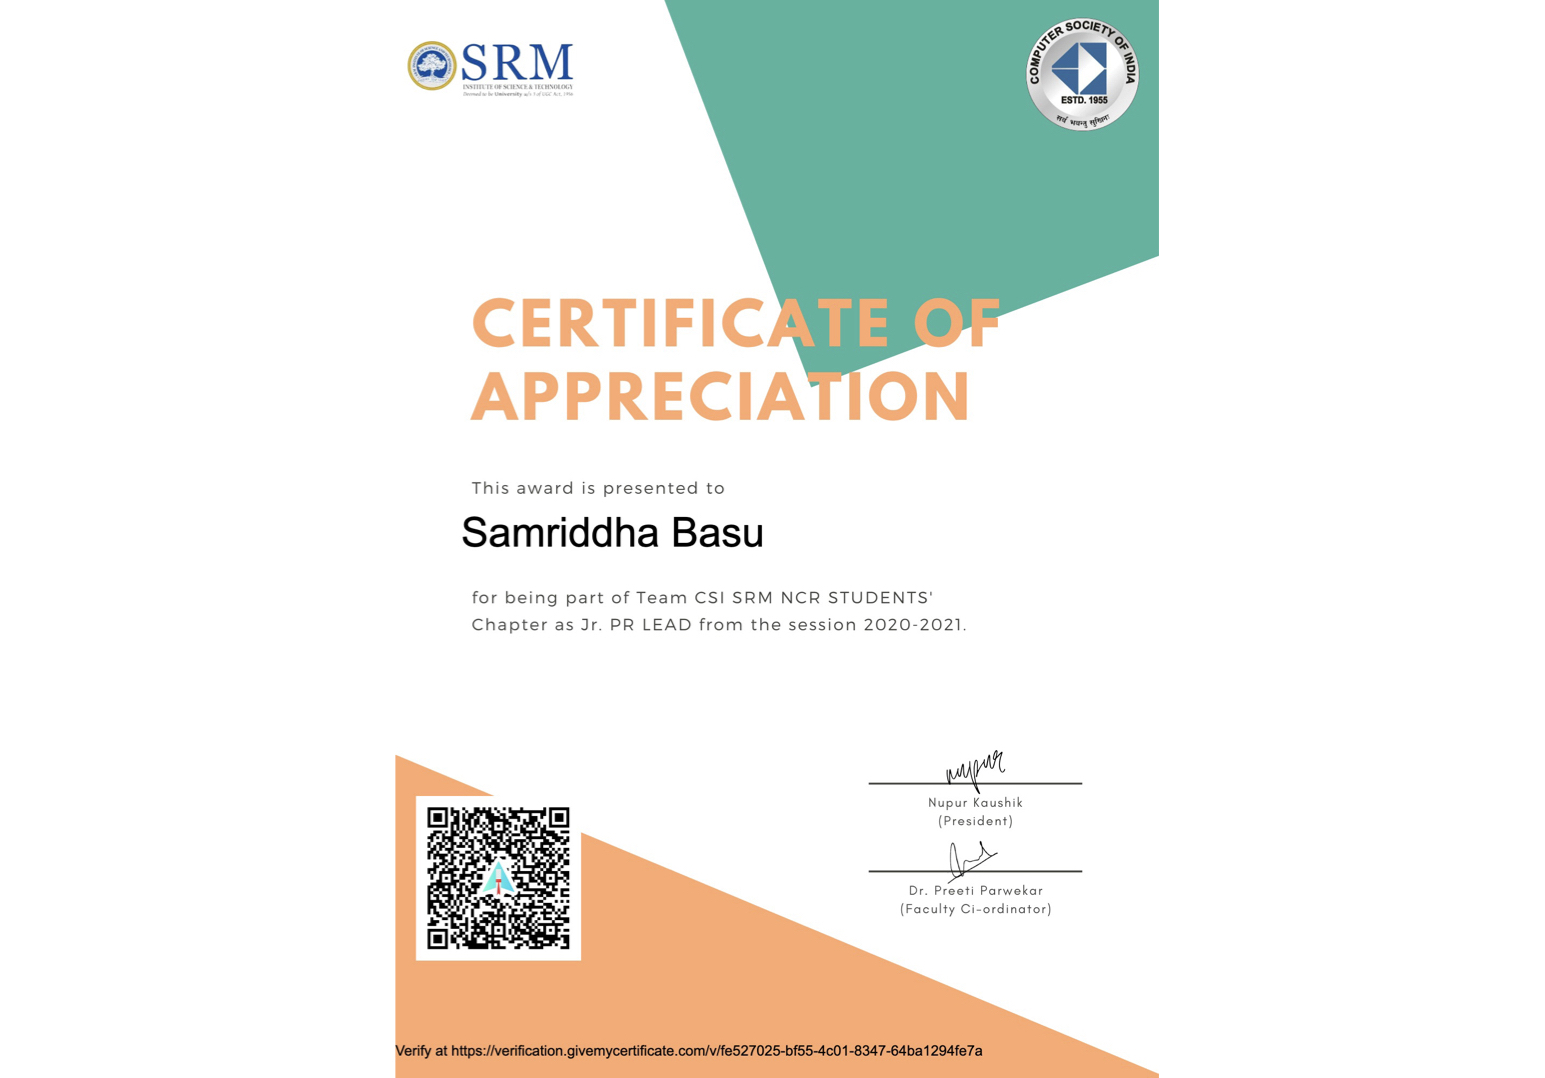 SRM
INSTITUTE OF SCIENCE & TECHNOLOGY
Deemed to be University u/s 3 of UGC Act, 1956
COMPUTER SOCIETY OF INDIA
ESTD. 1955
सर्वे भवन्तु सुखिनः
CERTIFICATE OF
APPRECIATION
This award is presented to
Samriddha Basu
for being part of Team CSI SRM NCR STUDENTS'
Chapter as Jr. PR LEAD from the session 2020-2021.
nupur
Nupur Kaushik
(President)
Dr. Preeti Parwekar
(Faculty Ci-ordinator)
Verify at https://verification.givemycertificate.com/v/fe527025-bf55-4c01-8347-64ba1294fe7a